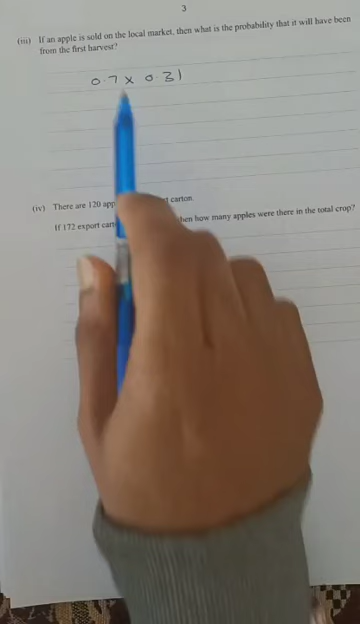 3
(iii) If an apple is sold on the local market, then what is the probability that it will have been
from the first harvest?
0.7 x 0.31
(iv) There are 120 app carton.
If 172 export cart then how many apples were there in the total crop?